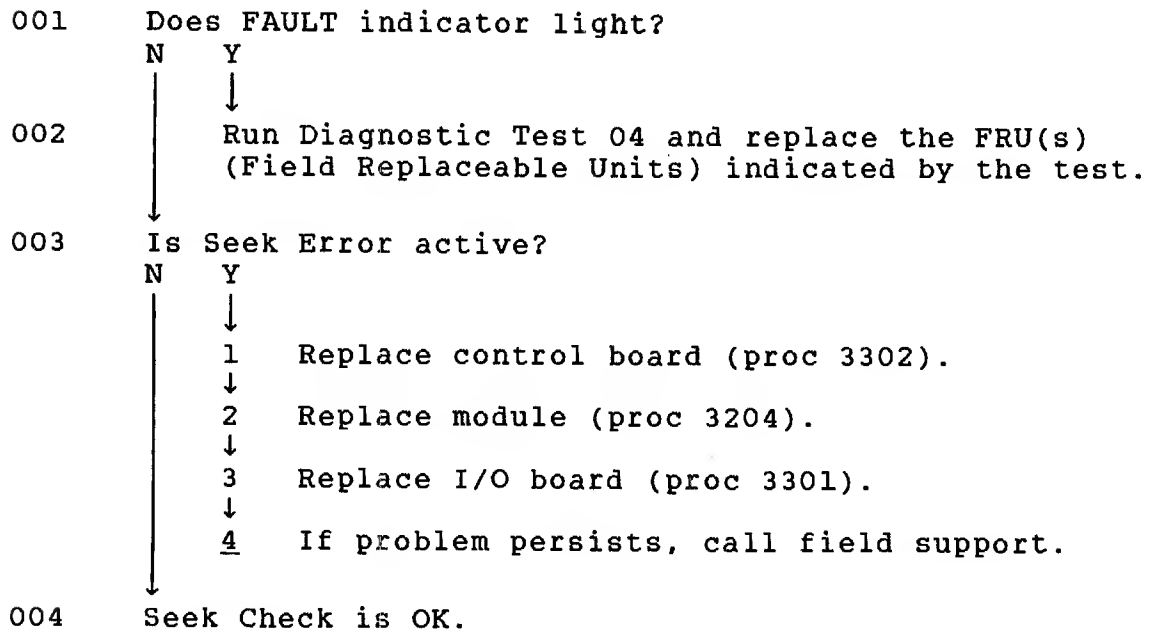 001 Does FAULT indicator light?
N Y
002 Run Diagnostic Test 04 and replace the FRU(s)
(Field Replaceable Units) indicated by the test.
003 Is Seek Error active?
N Y
1 Replace control board (proc 3302).
2 Replace module (proc 3204).
3 Replace I/O board (proc 3301).
4 If problem persists, call field support.
004 Seek Check is OK.